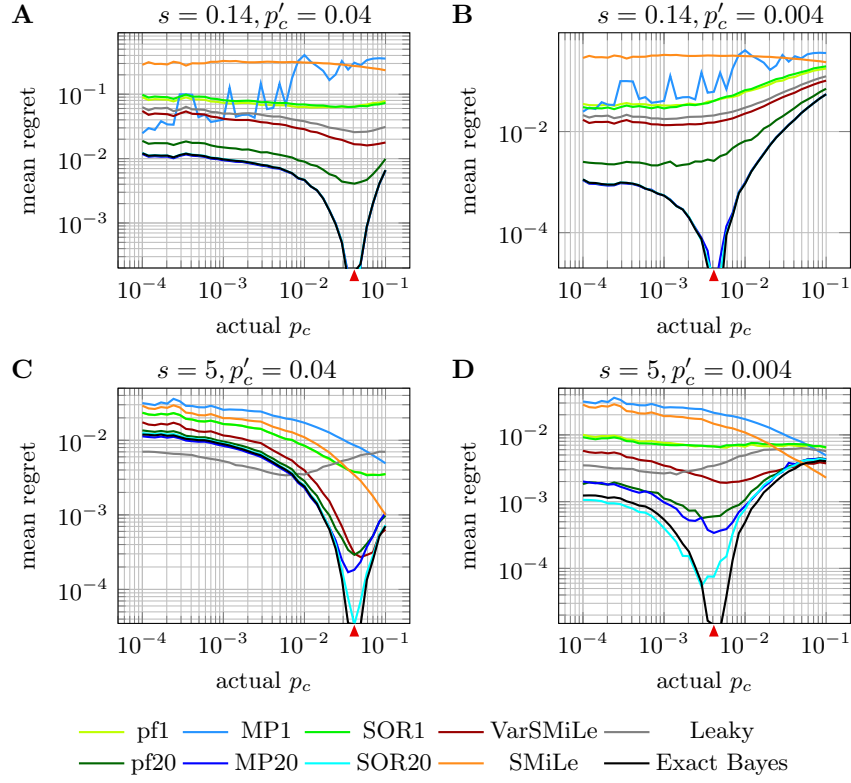 A
s = 0.14, p′c = 0.04
mean regret
10−1
10−2
10−3
10−4 10−3 10−2 10−1
actual pc
B
s = 0.14, p′c = 0.004
mean regret
10−2
10−4
10−4 10−3 10−2 10−1
actual pc
C
s = 5, p′c = 0.04
mean regret
10−2
10−3
10−4
10−4 10−3 10−2 10−1
actual pc
D
s = 5, p′c = 0.004
mean regret
10−2
10−3
10−4
10−4 10−3 10−2 10−1
actual pc
pf1 MP1 SOR1 VarSMiLe Leaky
pf20 MP20 SOR20 SMiLe Exact Bayes